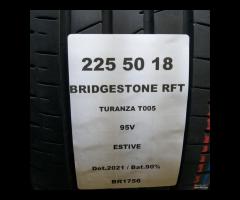 225 50 18
BRIDGESTONE RFT
TURANZA T005
95V
ESTIVE
Dot.2021 / Bat.90%
BR1756